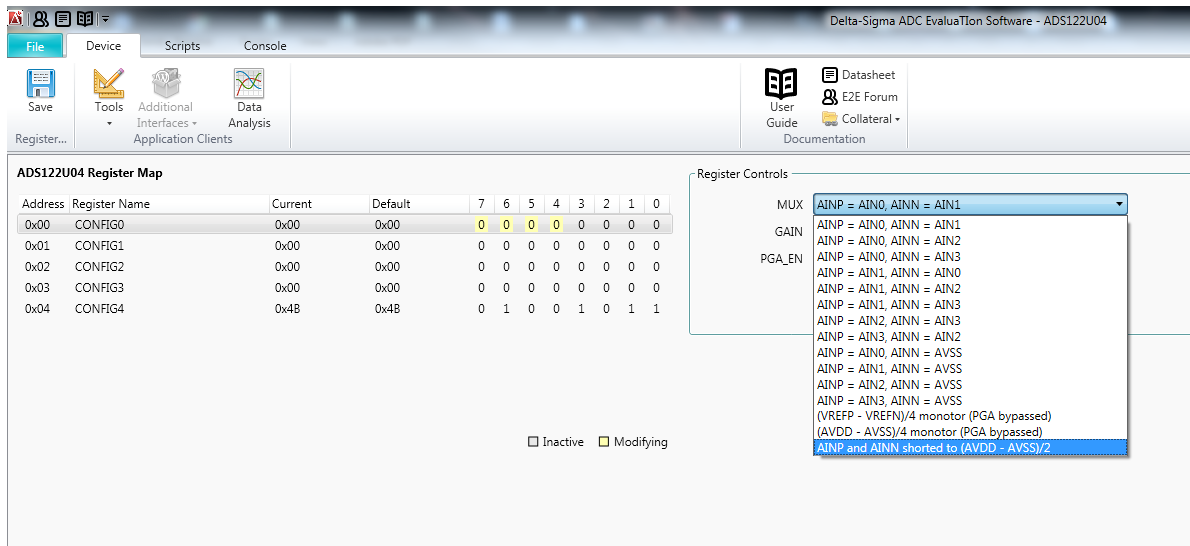 Delta-Sigma ADC EvaluaTIon Software - ADS122U04
File Device Scripts Console
Save
Tools
Additional Interfaces
Data Analysis
User Guide
Datasheet
E2E Forum
Collateral
Register...
Application Clients
Documentation
ADS122U04 Register Map
Address Register Name Current Default 7 6 5 4 3 2 1 0
0x00 CONFIG0 0x00 0x00 0 0 0 0 0 0 0 0
0x01 CONFIG1 0x00 0x00 0 0 0 0 0 0 0 0
0x02 CONFIG2 0x00 0x00 0 0 0 0 0 0 0 0
0x03 CONFIG3 0x00 0x00 0 0 0 0 0 0 0 0
0x04 CONFIG4 0x4B 0x4B 0 1 0 0 1 0 1 1
Inactive Modifying
Register Controls
MUX AINP = AIN0, AINN = AIN1
GAIN
PGA_EN
AINP = AIN0, AINN = AIN1
AINP = AIN0, AINN = AIN2
AINP = AIN0, AINN = AIN3
AINP = AIN1, AINN = AIN0
AINP = AIN1, AINN = AIN2
AINP = AIN1, AINN = AIN3
AINP = AIN2, AINN = AIN3
AINP = AIN3, AINN = AIN2
AINP = AIN0, AINN = AVSS
AINP = AIN1, AINN = AVSS
AINP = AIN2, AINN = AVSS
AINP = AIN3, AINN = AVSS
(VREFP - VREFN)/4 monotor (PGA bypassed)
(AVDD - AVSS)/4 monotor (PGA bypassed)
AINP and AINN shorted to (AVDD - AVSS)/2